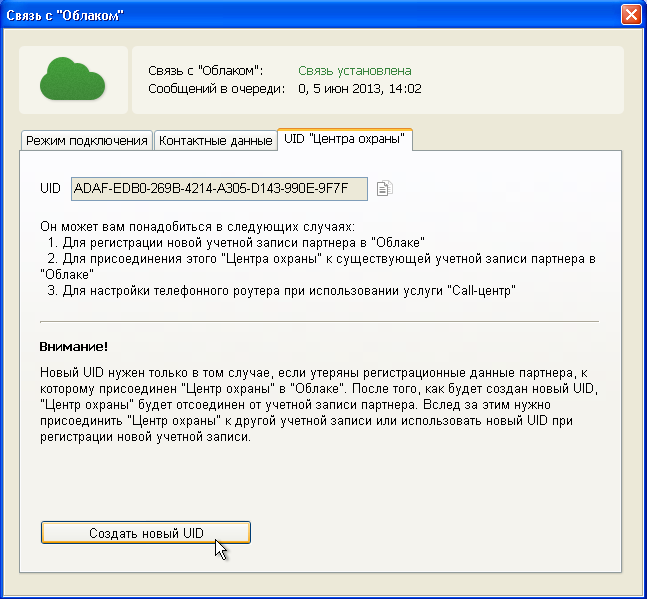 Связь с "Облаком"
Связь с "Облаком": Связь установлена
Сообщений в очереди: 0, 5 июн 2013, 14:02
Режим подключения Контактные данные UID "Центра охраны"
UID ADAF-EDB0-269B-4214-A305-D143-990E-9F7F
Он может вам понадобиться в следующих случаях:
1. Для регистрации новой учетной записи партнера в "Облаке"
2. Для присоединения этого "Центра охраны" к существующей учетной записи партнера в
"Облаке"
3. Для настройки телефонного роутера при использовании услуги "Call-центр"
Внимание!
Новый UID нужен только в том случае, если утеряны регистрационные данные партнера, к
которому присоединен "Центр охраны" в "Облаке". После того, как будет создан новый UID,
"Центр охраны" будет отсоединен от учетной записи партнера. Вслед за этим нужно
присоединить "Центр охраны" к другой учетной записи или использовать новый UID при
регистрации новой учетной записи.
Создать новый UID